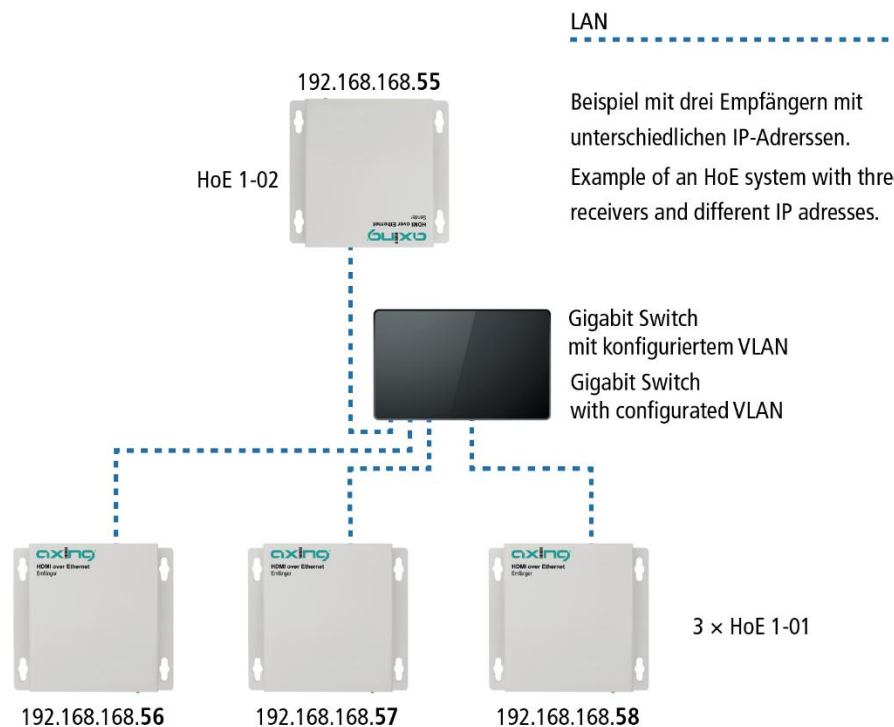 LAN
192.168.168.55
Beispiel mit drei Empfängern mit
unterschiedlichen IP-Adrerssen.
HoE 1-02
Example of an HoE system with thre
receivers and different IP adresses.
axing
HDMI over Ethernet
Sender
Gigabit Switch
mit konfiguriertem VLAN
Gigabit Switch
with configurated VLAN
axing
HDMI over Ethernet
Empfänger
axing
HDMI over Ethernet
Empfänger
axing
HDMI over Ethernet
Empfänger
3 × HoE 1-01
192.168.168.56
192.168.168.57
192.168.168.58